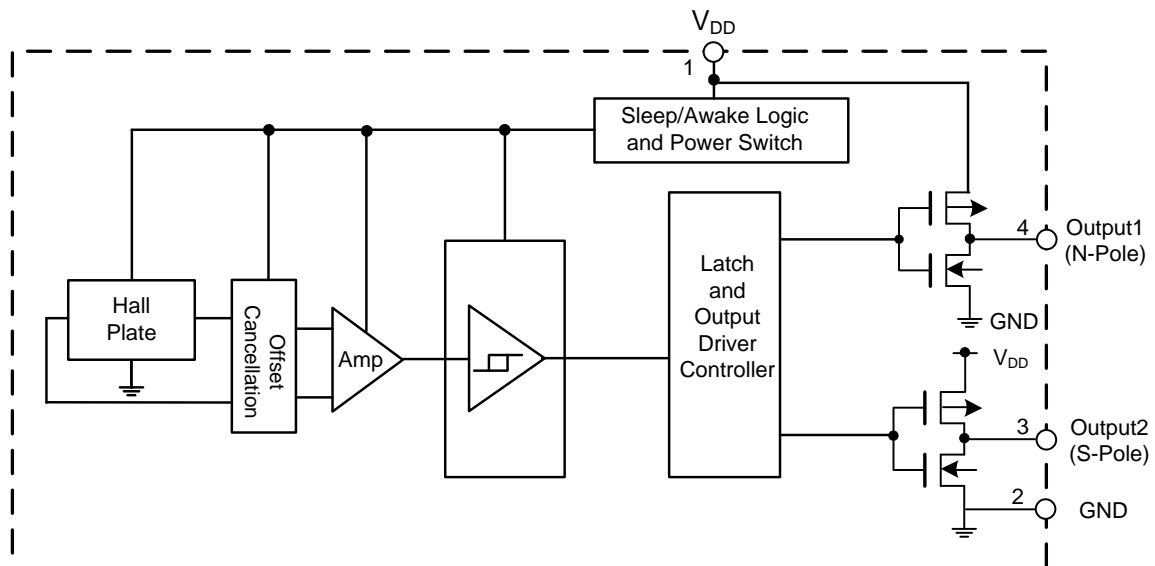 VDD
1
Sleep/Awake Logic
and Power Switch
4
Output1
(N-Pole)
GND
Hall
Plate
Offset
Cancellation
Amp
Latch
and
Output
Driver
Controller
VDD
3
Output2
(S-Pole)
2
GND